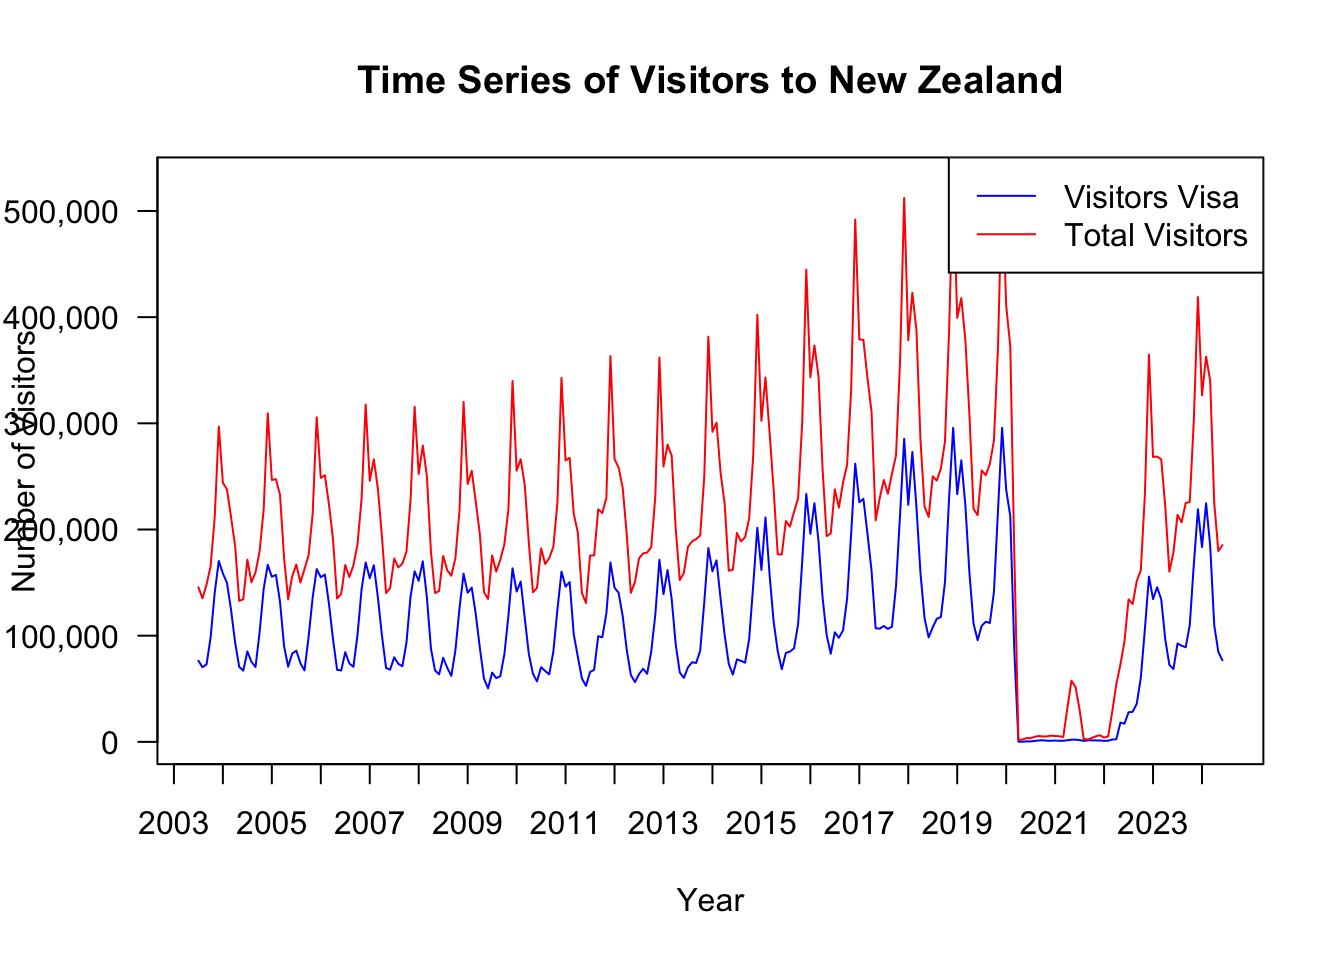 Time Series of Visitors to New Zealand
Visitors Visa
Total Visitors
Number of Visitors
500,000
400,000
300,000
200,000
100,000
0
2003 2005 2007 2009 2011 2013 2015 2017 2019 2021 2023
Year